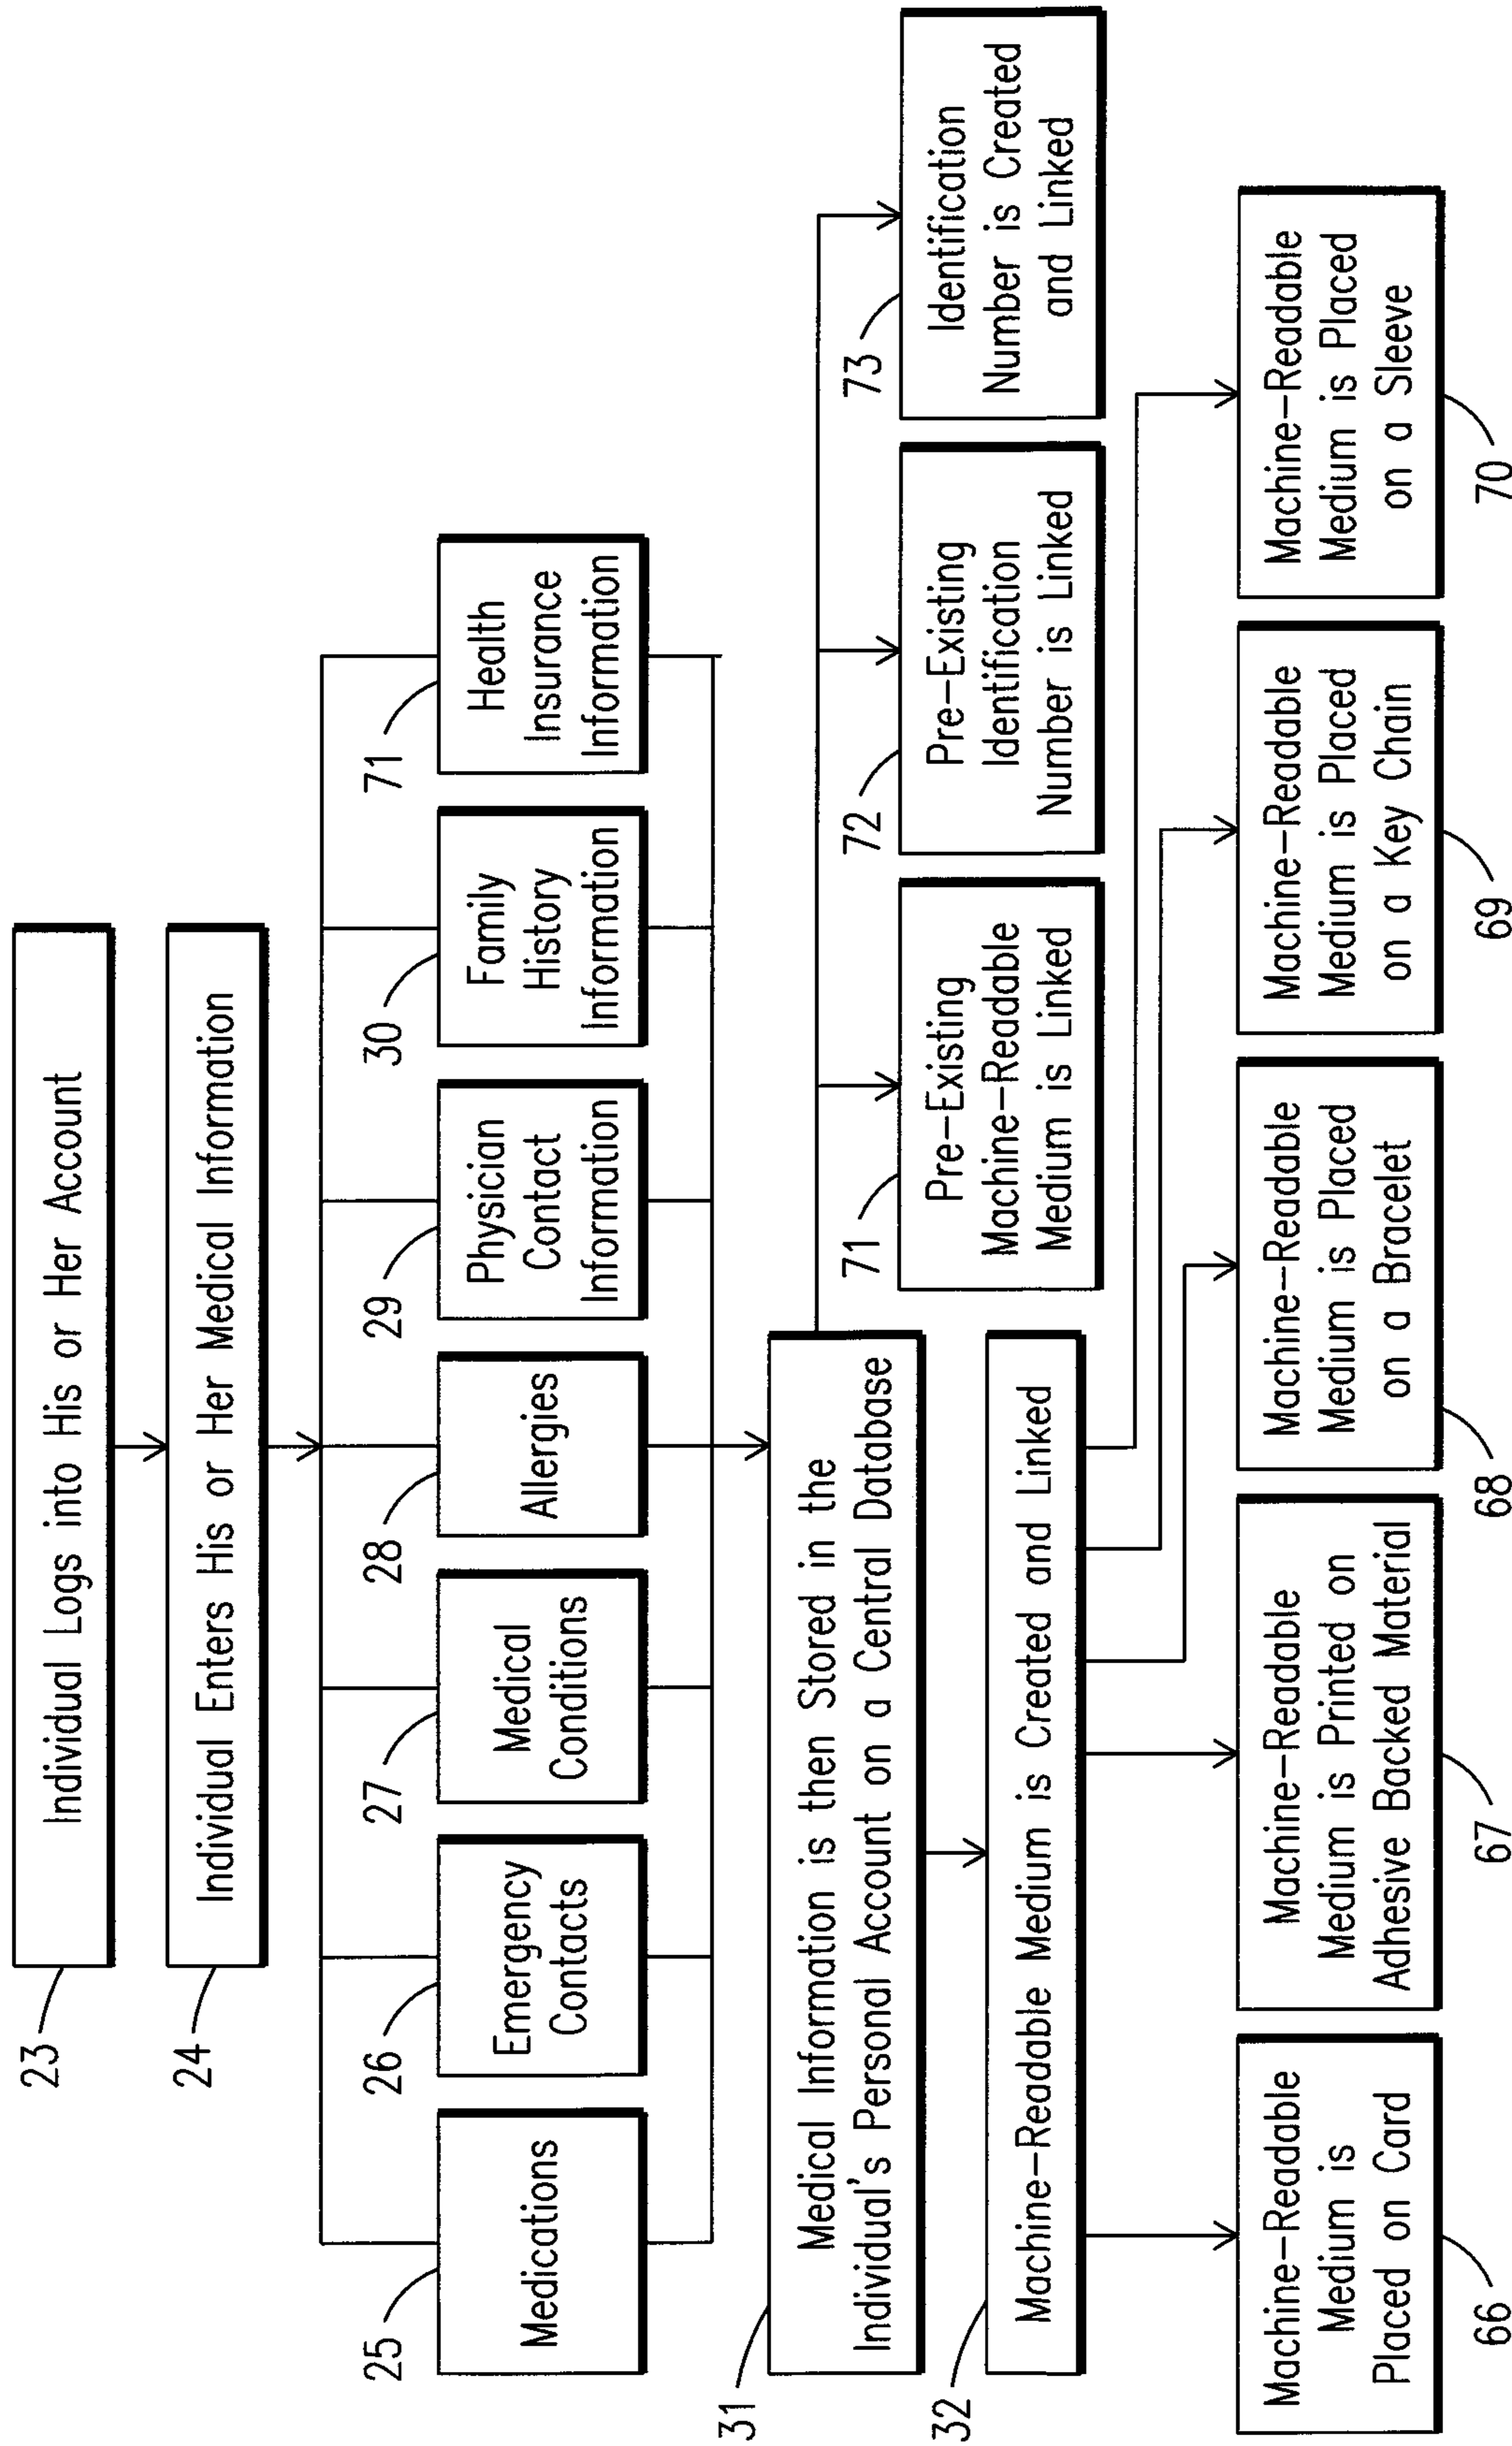 23
Individual Logs into His or Her Account
24
Individual Enters His or Her Medical Information
25
Medications
26
Emergency
Contacts
27
Medical
Conditions
28
Allergies
29
Physician
Contact
Information
30
Family
History
Information
71
Health
Insurance
Information
31
Medical Information is then Stored in the
Individual's Personal Account on a Central Database
71
Pre-Existing
Machine-Readable
Medium is Linked
72
Pre-Existing
Identification
Number is Linked
73
Identification
Number is Created
and Linked
32
Machine-Readable Medium is Created and Linked
Machine-Readable
Medium is
Placed on Card
66
Machine-Readable
Medium is Printed on
Adhesive Backed Material
67
Machine-Readable
Medium is Placed
on a Bracelet
68
Machine-Readable
Medium is Placed
on a Key Chain
69
Machine-Readable
Medium is Placed
on a Sleeve
70